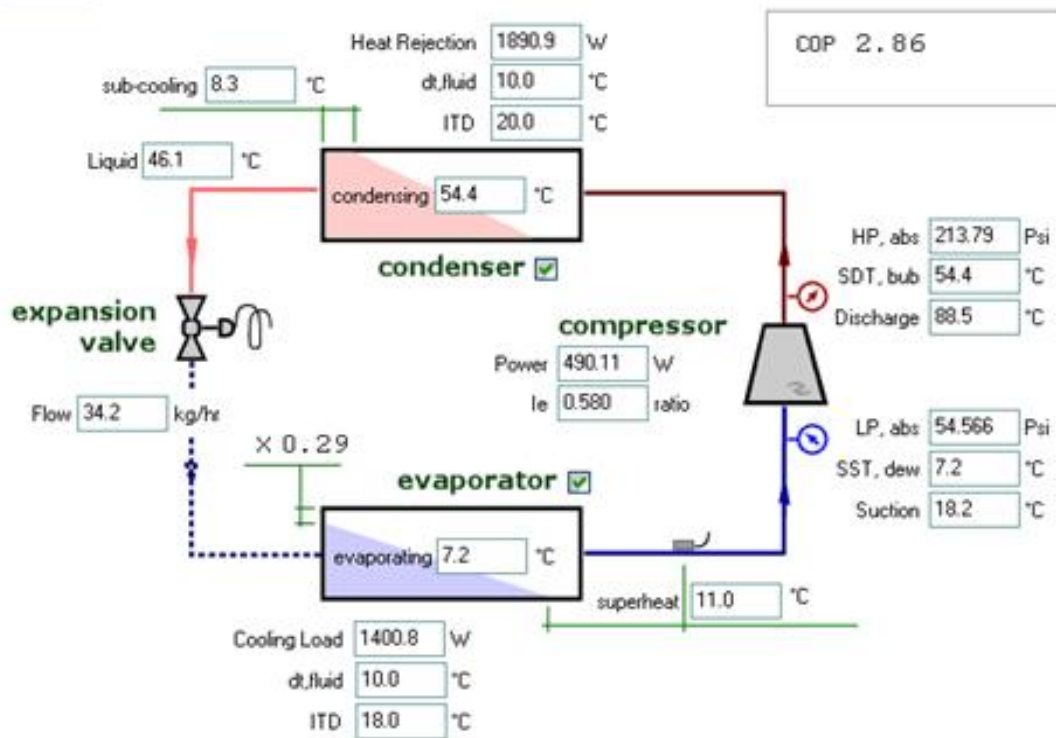 COP 2.86
Heat Rejection 1890.9 W
dt,fluid 10.0 °C
ITD 20.0 °C
sub-cooling 8.3 °C
Liquid 46.1 °C
condensing 54.4 °C
condenser
HP, abs 213.79 Psi
SDT, bub 54.4 °C
Discharge 88.5 °C
expansion
valve
compressor
Power 490.11 W
Ie 0.580 ratio
Flow 34.2 kg/hr
LP, abs 54.566 Psi
SST, dew 7.2 °C
Suction 18.2 °C
X 0.29
evaporator
evaporating 7.2 °C
superheat 11.0 °C
Cooling Load 1400.8 W
dt,fluid 10.0 °C
ITD 18.0 °C